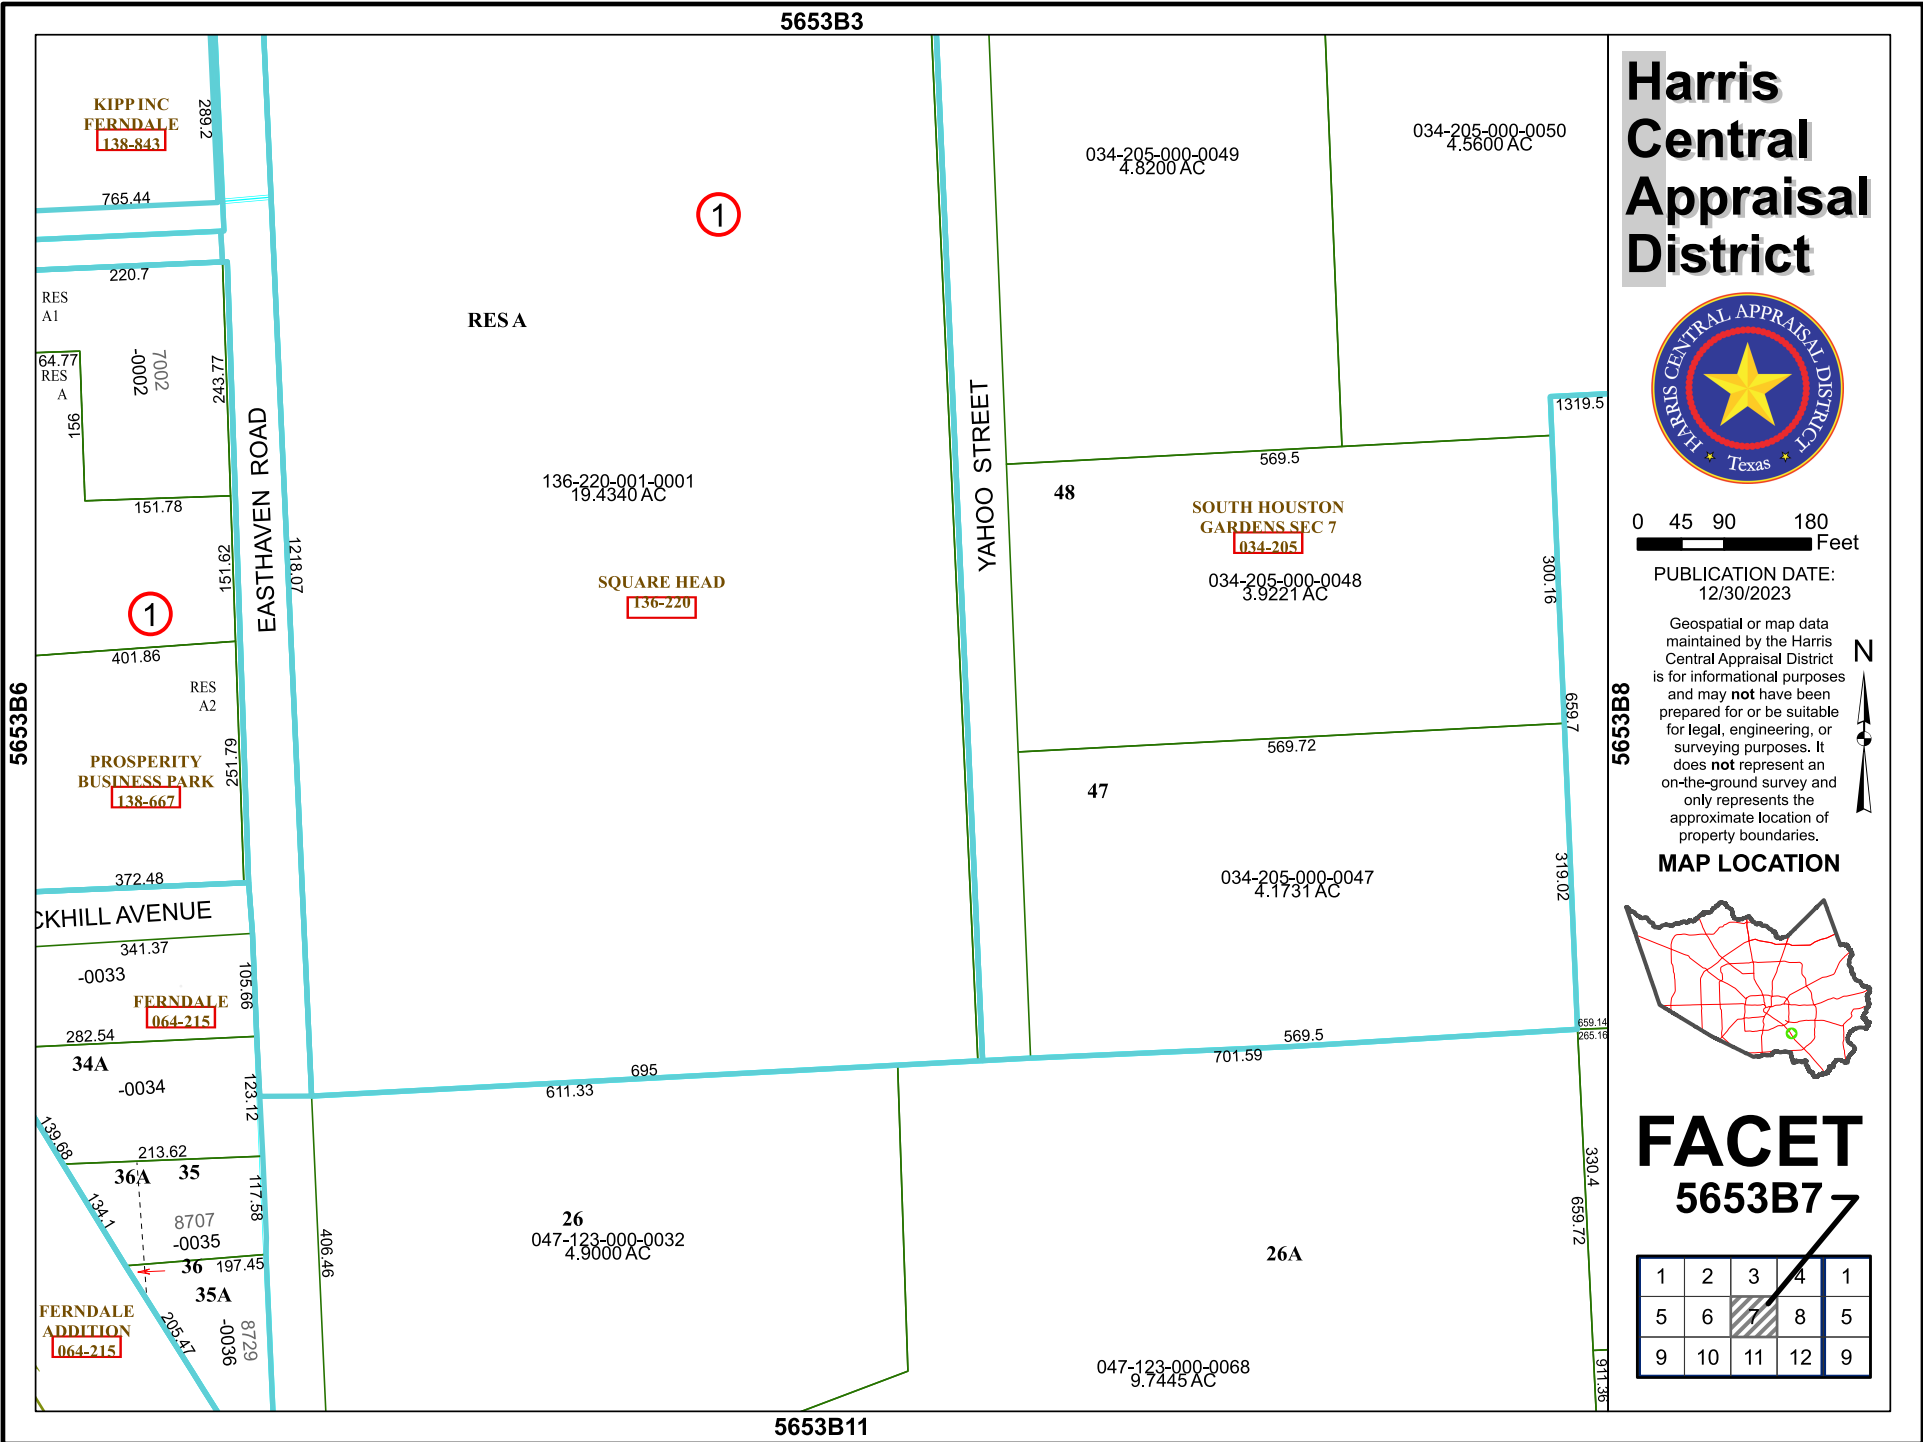 5653B3
KIPP INC
FERNDALE
138-843
289.2
765.44
220.7
RES
A1
64.77
RES
A
156
7002
-0002
243.77
151.78
151.62
1
401.86
RES
A2
251.79
PROSPERITY
BUSINESS PARK
138-667
372.48
CKHILL AVENUE
341.37
-0033
105.66
FERNDALE
064-215
282.54
34A
-0034
123.12
139.68
213.62
36A
35
134.1
117.58
8707
-0035
36
197.45
35A
205.47
8729
-0036
FERNDALE
ADDITION
064-215
EASTHAVEN ROAD
1218.07
1
RES A
136-220-001-0001
19.4340 AC
SQUARE HEAD
136-220
695
611.33
406.46
26
047-123-000-0032
4.9000 AC
YAHOO STREET
034-205-000-0049
4.8200 AC
034-205-000-0050
4.5600 AC
1319.5
569.5
48
SOUTH HOUSTON
GARDENS SEC 7
034-205
034-205-000-0048
3.9221 AC
300.16
659.7
569.72
47
034-205-000-0047
4.1731 AC
319.02
569.5
701.59
659.14
265.16
330.4
659.72
26A
047-123-000-0068
9.7445 AC
911.36
5653B6
5653B8
5653B11
Harris
Central
Appraisal
District
HARRIS CENTRAL APPRAISAL DISTRICT
Texas
0 45 90 180
Feet
PUBLICATION DATE:
12/30/2023
Geospatial or map data
maintained by the Harris
Central Appraisal District
is for informational purposes
and may not have been
prepared for or be suitable
for legal, engineering, or
surveying purposes. It
does not represent an
on-the-ground survey and
only represents the
approximate location of
property boundaries.
N
MAP LOCATION
FACET
5653B7
1 2 3 4 1
5 6 7 8 5
9 10 11 12 9